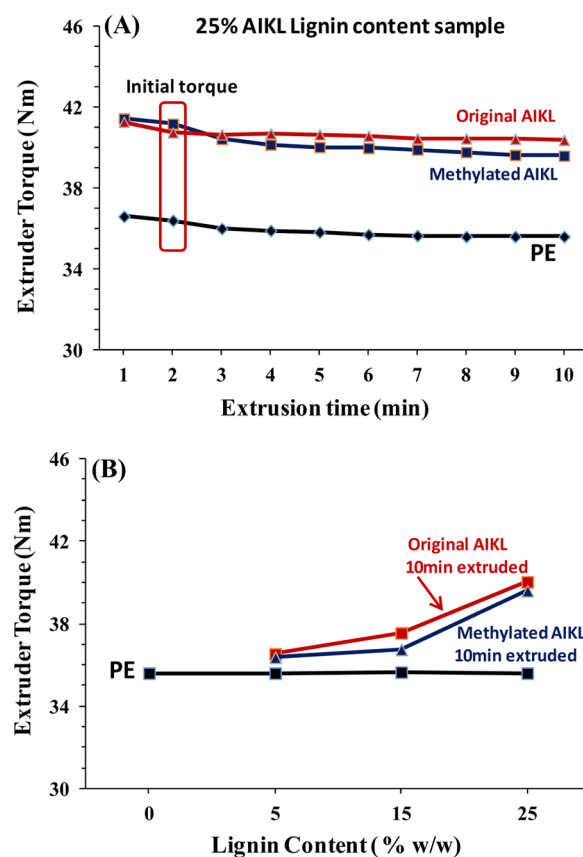 (A)
25% AIKL Lignin content sample
Initial torque
Original AIKL
Methylated AIKL
PE
Extruder Torque (Nm)
46
42
38
34
30
1 2 3 4 5 6 7 8 9 10
Extrusion time (min)
(B)
Original AIKL
10min extruded
Methylated AIKL
10min extruded
PE
Extruder Torque (Nm)
46
42
38
34
30
0 5 15 25
Lignin Content ( % w/w)